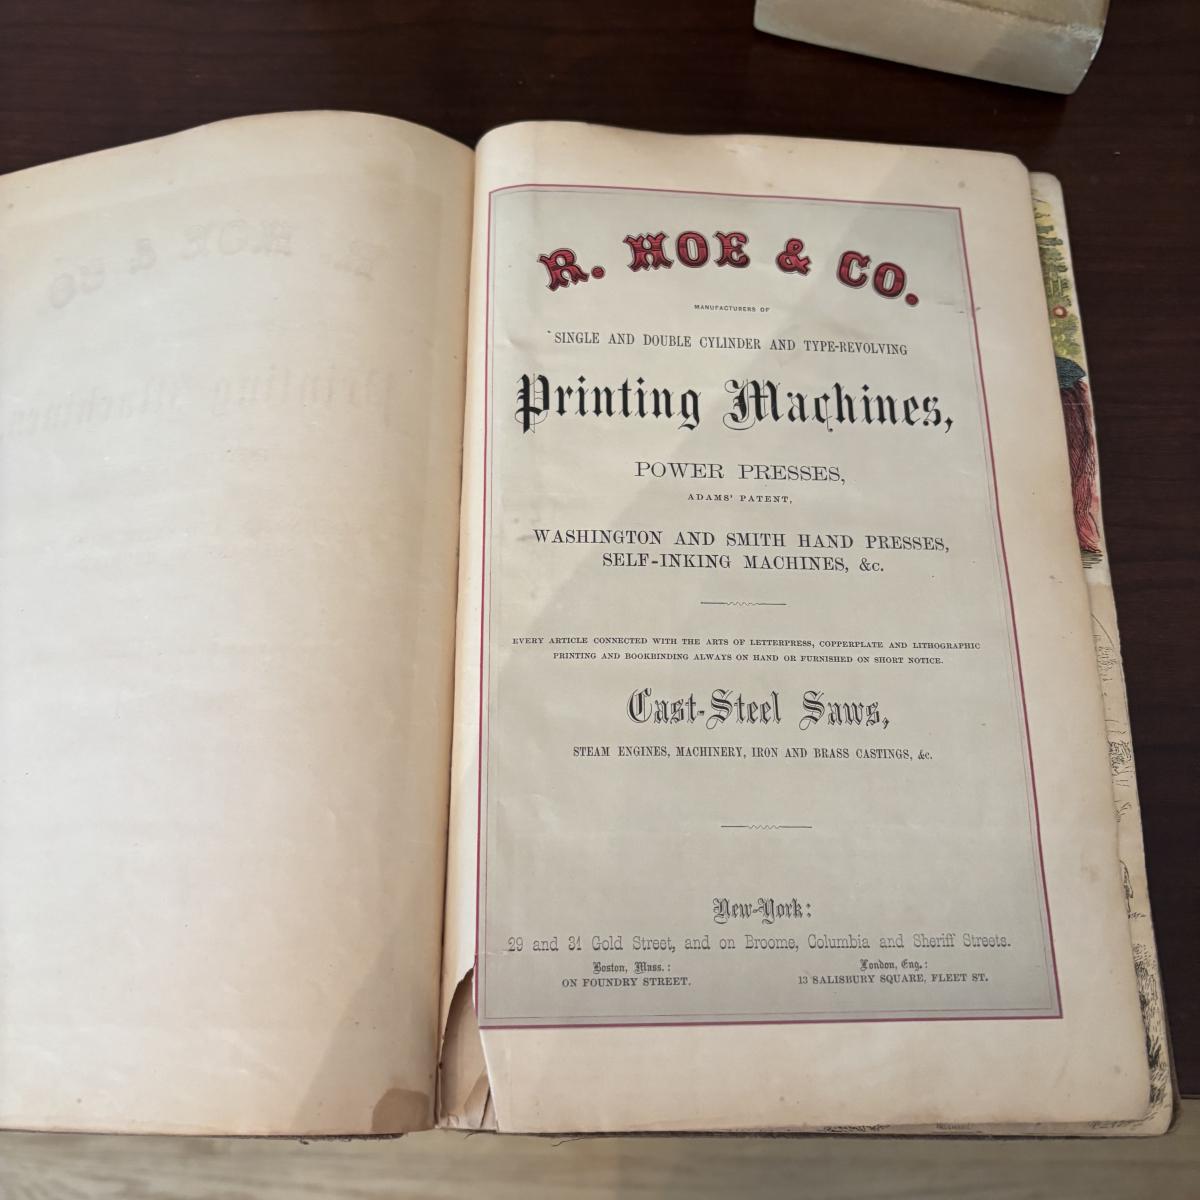 R. HOE & CO.
MANUFACTURERS OF
SINGLE AND DOUBLE CYLINDER AND TYPE-REVOLVING
Printing Machines,
POWER PRESSES,
ADAMS' PATENT,
WASHINGTON AND SMITH HAND PRESSES,
SELF-INKING MACHINES, &c.
EVERY ARTICLE CONNECTED WITH THE ARTS OF LETTERPRESS, COPPERPLATE AND LITHOGRAPHIC
PRINTING AND BOOKBINDING ALWAYS ON HAND OR FURNISHED ON SHORT NOTICE.
Cast-Steel Saws,
STEAM ENGINES, MACHINERY, IRON AND BRASS CASTINGS, &c.
New-York:
29 and 31 Gold Street, and on Broome, Columbia and Sheriff Streets.
Boston, Mass.:
ON FOUNDRY STREET.
London, Eng.:
13 SALISBURY SQUARE, FLEET ST.